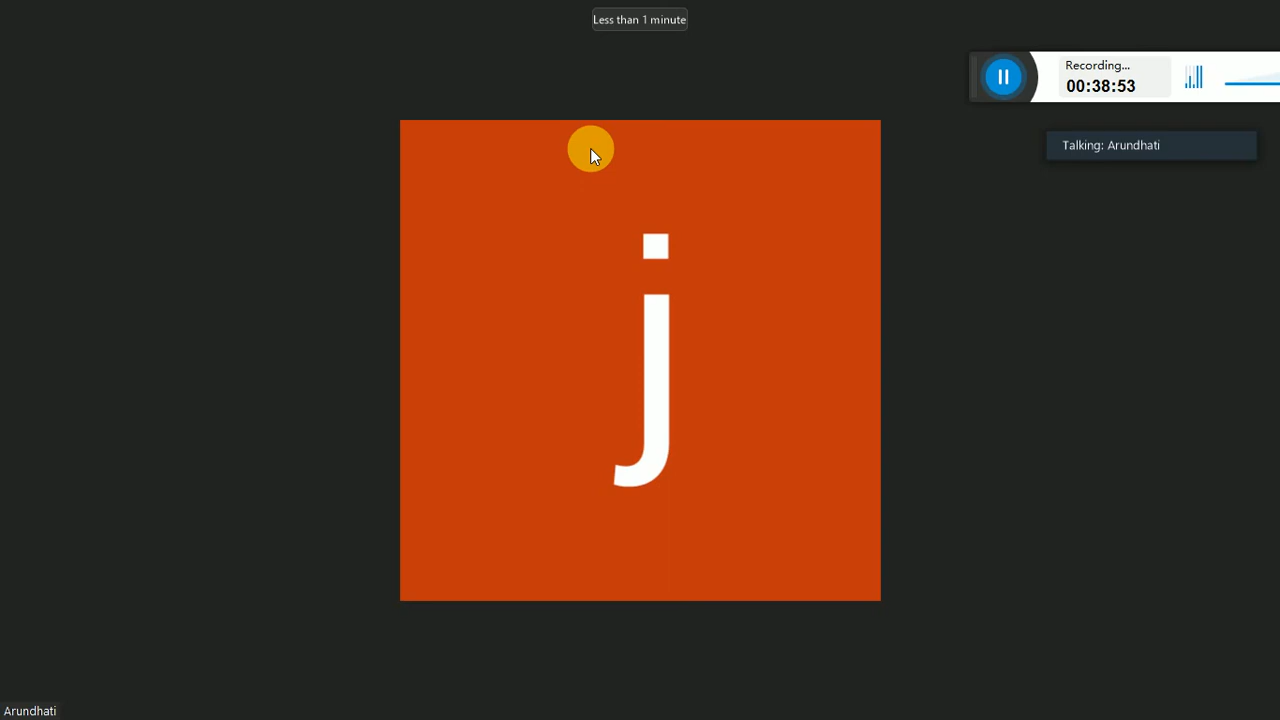 Less than 1 minute
Recording...
00:38:53
Talking: Arundhati
j
Arundhati